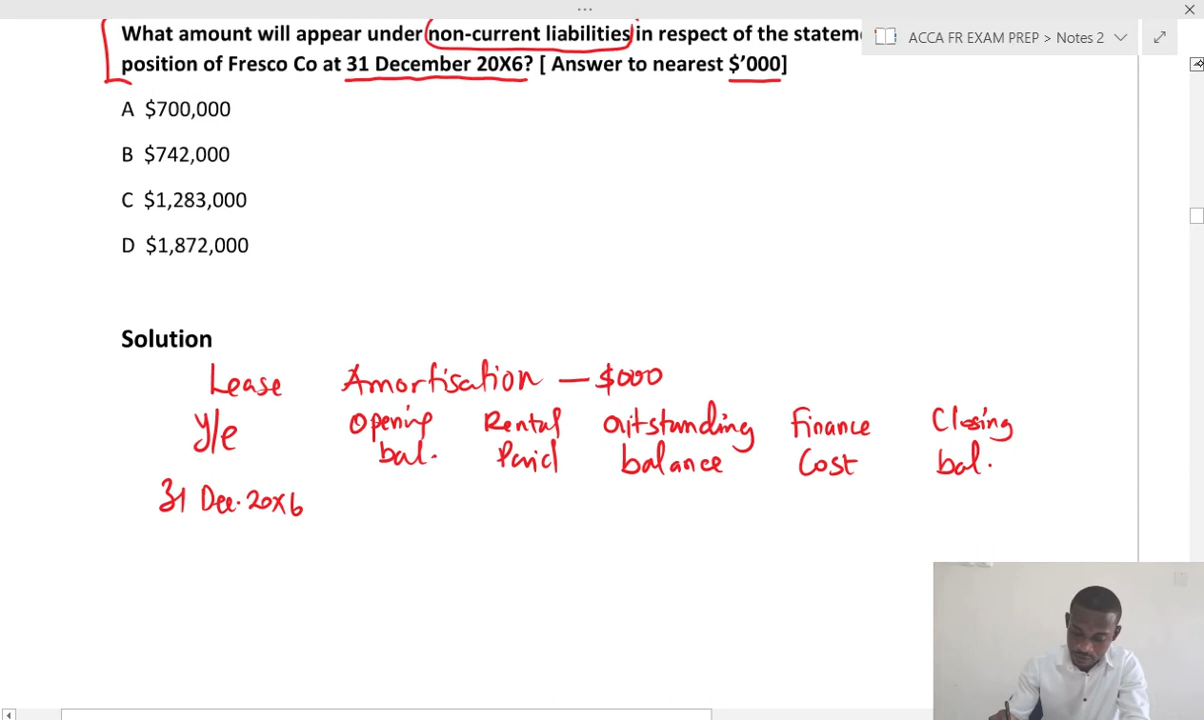 What amount will appear under non-current liabilities in respect of the statem
ACCA FR EXAM PREP > Notes 2
position of Fresco Co at 31 December 20X6? [ Answer to nearest $'000]
A $700,000
B $742,000
C $1,283,000
D $1,872,000
Solution
Lease Amortisation — $000
Y/e Opening bal. Rental Paid Outstanding balance Finance Cost Closing bal.
31 Dec. 20X6